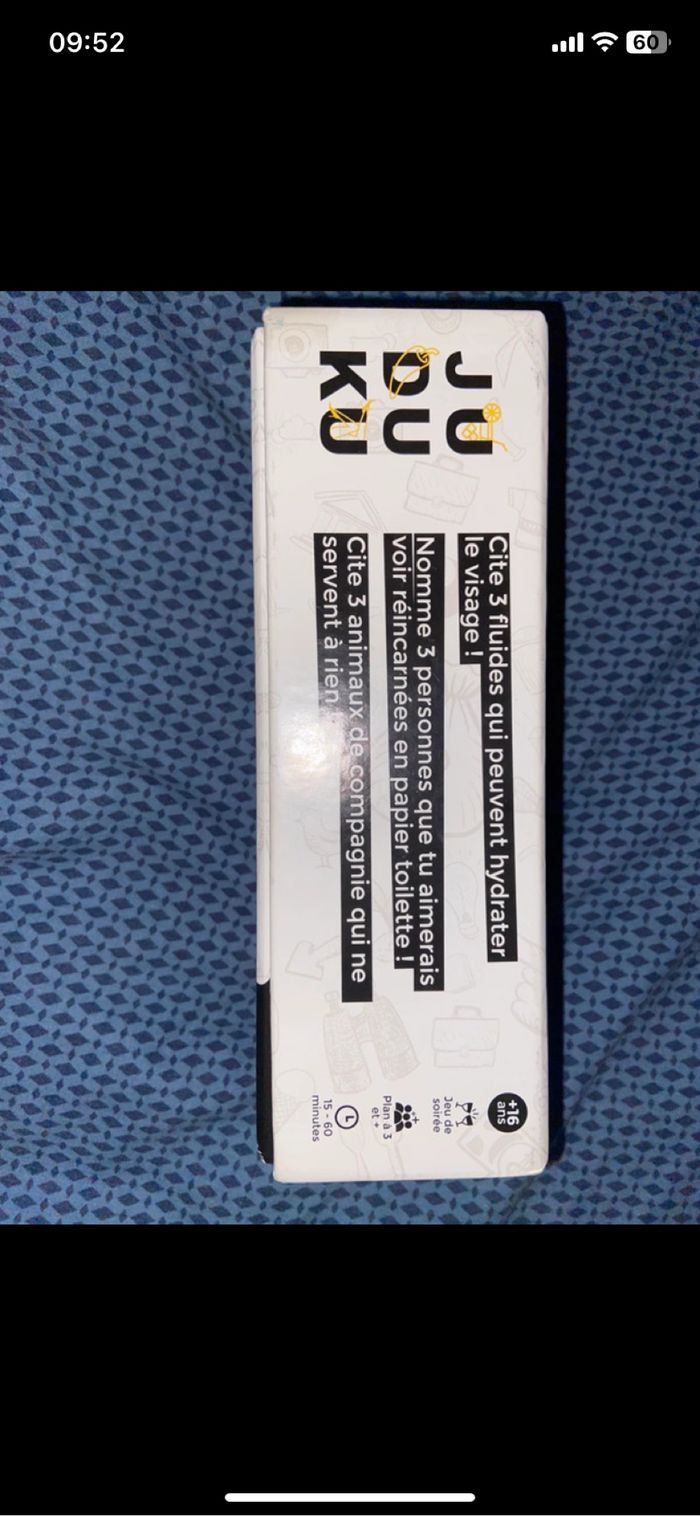 09:52
60
JU
DU
KU
Cite 3 fluides qui peuvent hydrater
le visage !
Nomme 3 personnes que tu aimerais
voir réincarnées en papier toilette !
Cite 3 animaux de compagnie qui ne
servent à rien
+16
ans
Jeu de
soirée
Plan à 3
et +
15 - 60
minutes